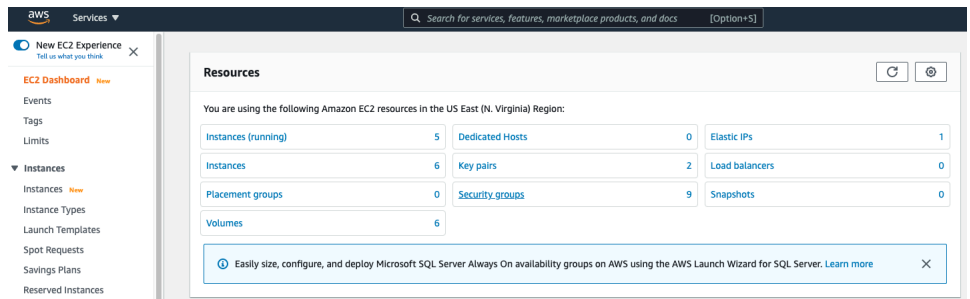 aws Services ▼ Search for services, features, marketplace products, and docs [Option+S]
New EC2 Experience
Tell us what you think
EC2 Dashboard New
Events
Tags
Limits
Instances
Instances New
Instance Types
Launch Templates
Spot Requests
Savings Plans
Reserved Instances
Resources
You are using the following Amazon EC2 resources in the US East (N. Virginia) Region:
Instances (running) 5 Dedicated Hosts 0 Elastic IPs 1
Instances 6 Key pairs 2 Load balancers 0
Placement groups 0 Security groups 9 Snapshots 0
Volumes 6
Easily size, configure, and deploy Microsoft SQL Server Always On availability groups on AWS using the AWS Launch Wizard for SQL Server. Learn more